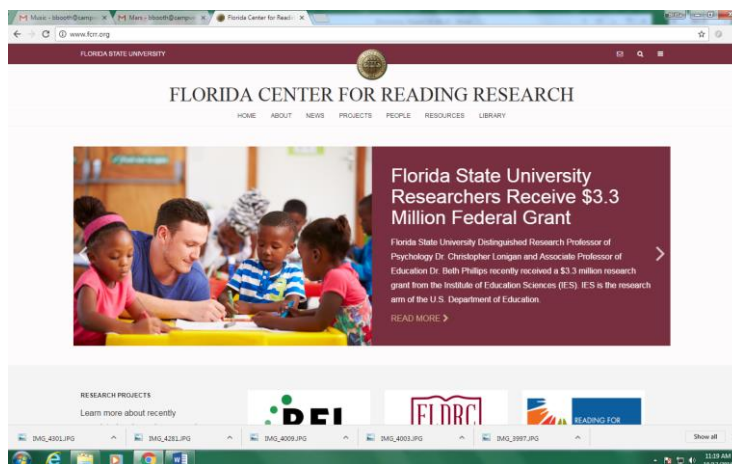 Florida Center for Readi
www.fcrr.org
FLORIDA STATE UNIVERSITY
FLORIDA CENTER FOR READING RESEARCH
HOME ABOUT NEWS PROJECTS PEOPLE RESOURCES LIBRARY
Florida State University
Researchers Receive $3.3
Million Federal Grant
Florida State University Distinguished Research Professor of
Psychology Dr. Christopher Lonigan and Associate Professor of
Education Dr. Beth Phillips recently received a $3.3 million research
grant from the Institute of Education Sciences (IES). IES is the research
arm of the U.S. Department of Education.
READ MORE
RESEARCH PROJECTS
Learn more about recently
FLDRC
READING FOR
IMG_4301.JPG IMG_4281.JPG IMG_4009.JPG IMG_4003.JPG IMG_3997.JPG Show all
11:19 AM